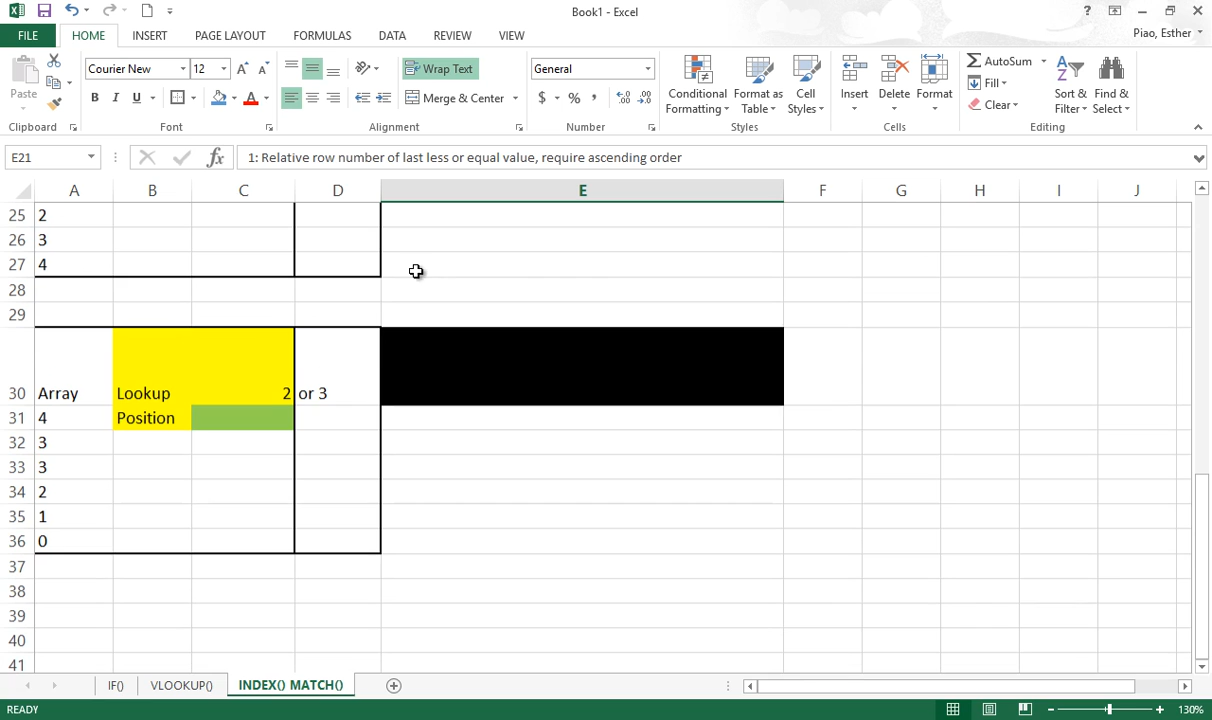 Book1 - Excel
?
FILE HOME INSERT PAGE LAYOUT FORMULAS DATA REVIEW VIEW Piao, Esther
Paste Courier New 12 A A Wrap Text General Conditional Formatting Format as Table Cell Styles Insert Delete Format AutoSum Sort & Filter Find & Select
B I U A Merge & Center $ % , .00 Fill
Clear
Clipboard Font Alignment Number Styles Cells Editing
E21 fx 1: Relative row number of last less or equal value, require ascending order
A B C D E F G H I J
25 2
26 3
27 4
28
29
30 Array Lookup 2 or 3
31 4 Position
32 3
33 3
34 2
35 1
36 0
37
38
39
40
41
IF() VLOOKUP() INDEX() MATCH()
READY 130%